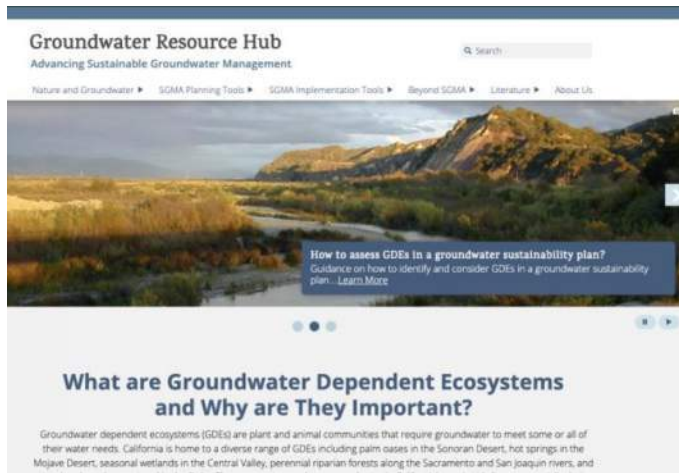 Groundwater Resource Hub
Advancing Sustainable Groundwater Management
Search
Nature and Groundwater ▶ SGMA Planning Tools ▶ SGMA Implementation Tools ▶ Beyond SGMA ▶ Literature ▶ About Us
How to assess GDEs in a groundwater sustainability plan?
Guidance on how to identify and consider GDEs in a groundwater sustainability
plan ...Learn More
What are Groundwater Dependent Ecosystems
and Why are They Important?
Groundwater dependent ecosystems (GDEs) are plant and animal communities that require groundwater to meet some or all of
their water needs. California is home to a diverse range of GDEs including palm oases in the Sonoran Desert, hot springs in the
Mojave Desert, seasonal wetlands in the Central Valley, perennial riparian forests along the Sacramento and San Joaquin rivers, and